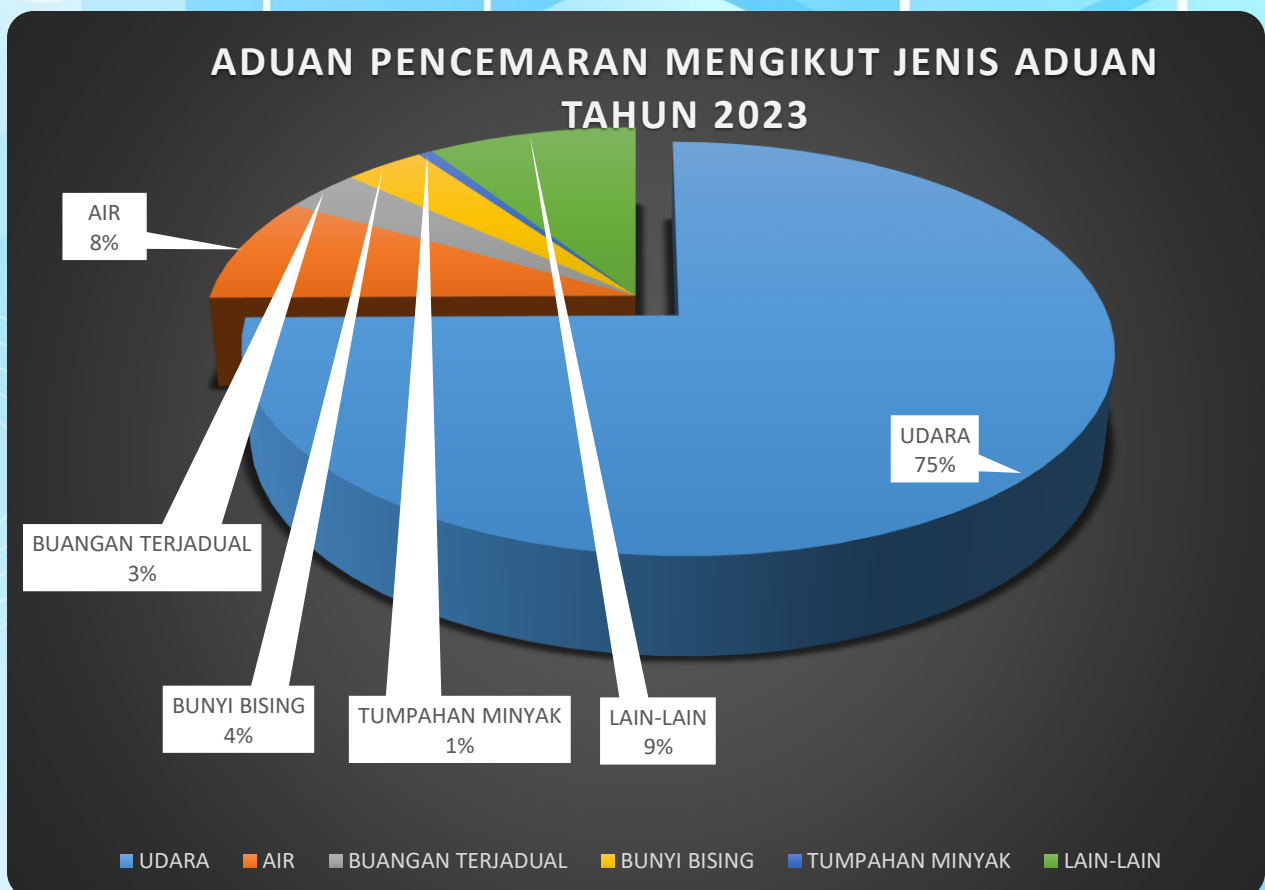 ADUAN PENCEMARAN MENGIKUT JENIS ADUAN
TAHUN 2023
AIR
8%
UDARA
75%
BUANGAN TERJADUAL
3%
BUNYI BISING
4%
TUMPAHAN MINYAK
1%
LAIN-LAIN
9%
UDARA AIR BUANGAN TERJADUAL BUNYI BISING TUMPAHAN MINYAK LAIN-LAIN